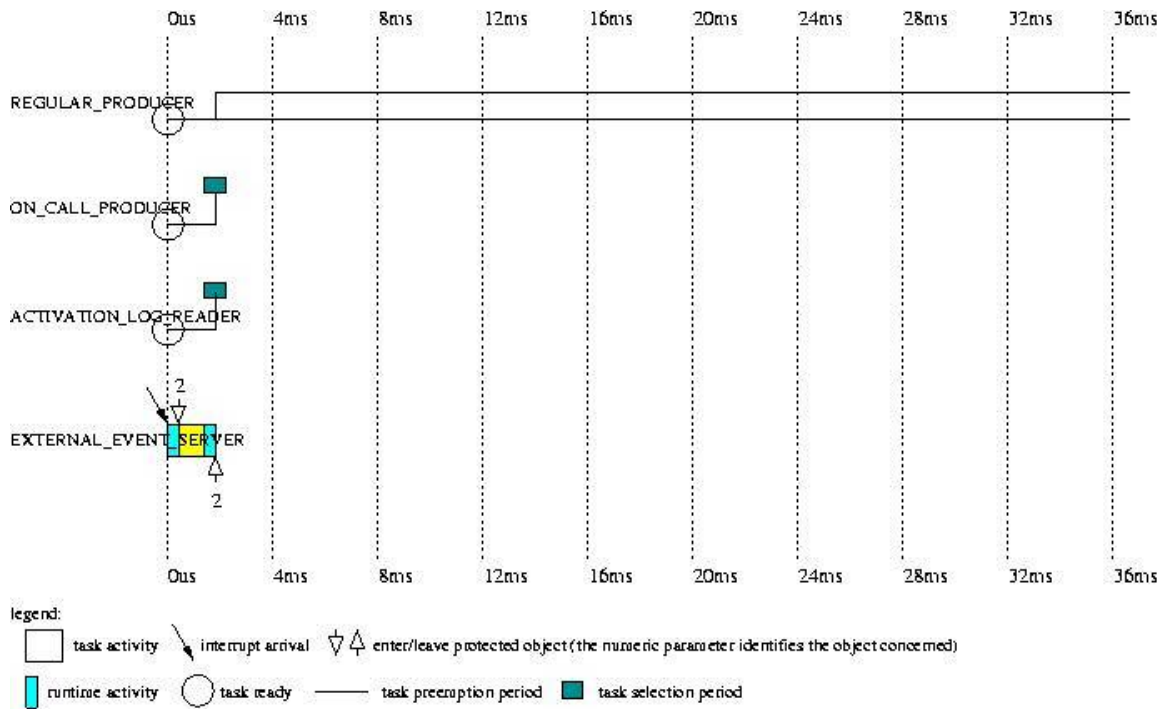 0us 4ms 8ms 12ms 16ms 20ms 24ms 28ms 32ms 36ms
REGULAR_PRODUCER
ON_CALL_PRODUCER
ACTIVATION_LOG_READER
2
EXTERNAL_EVENT_SERVER
2
0us 4ms 8ms 12ms 16ms 20ms 24ms 28ms 32ms 36ms
legend:
task activity interrupt arrival enter/leave protected object (the numeric parameter identifies the object concerned)
runtime activity task ready task preemption period task selection period